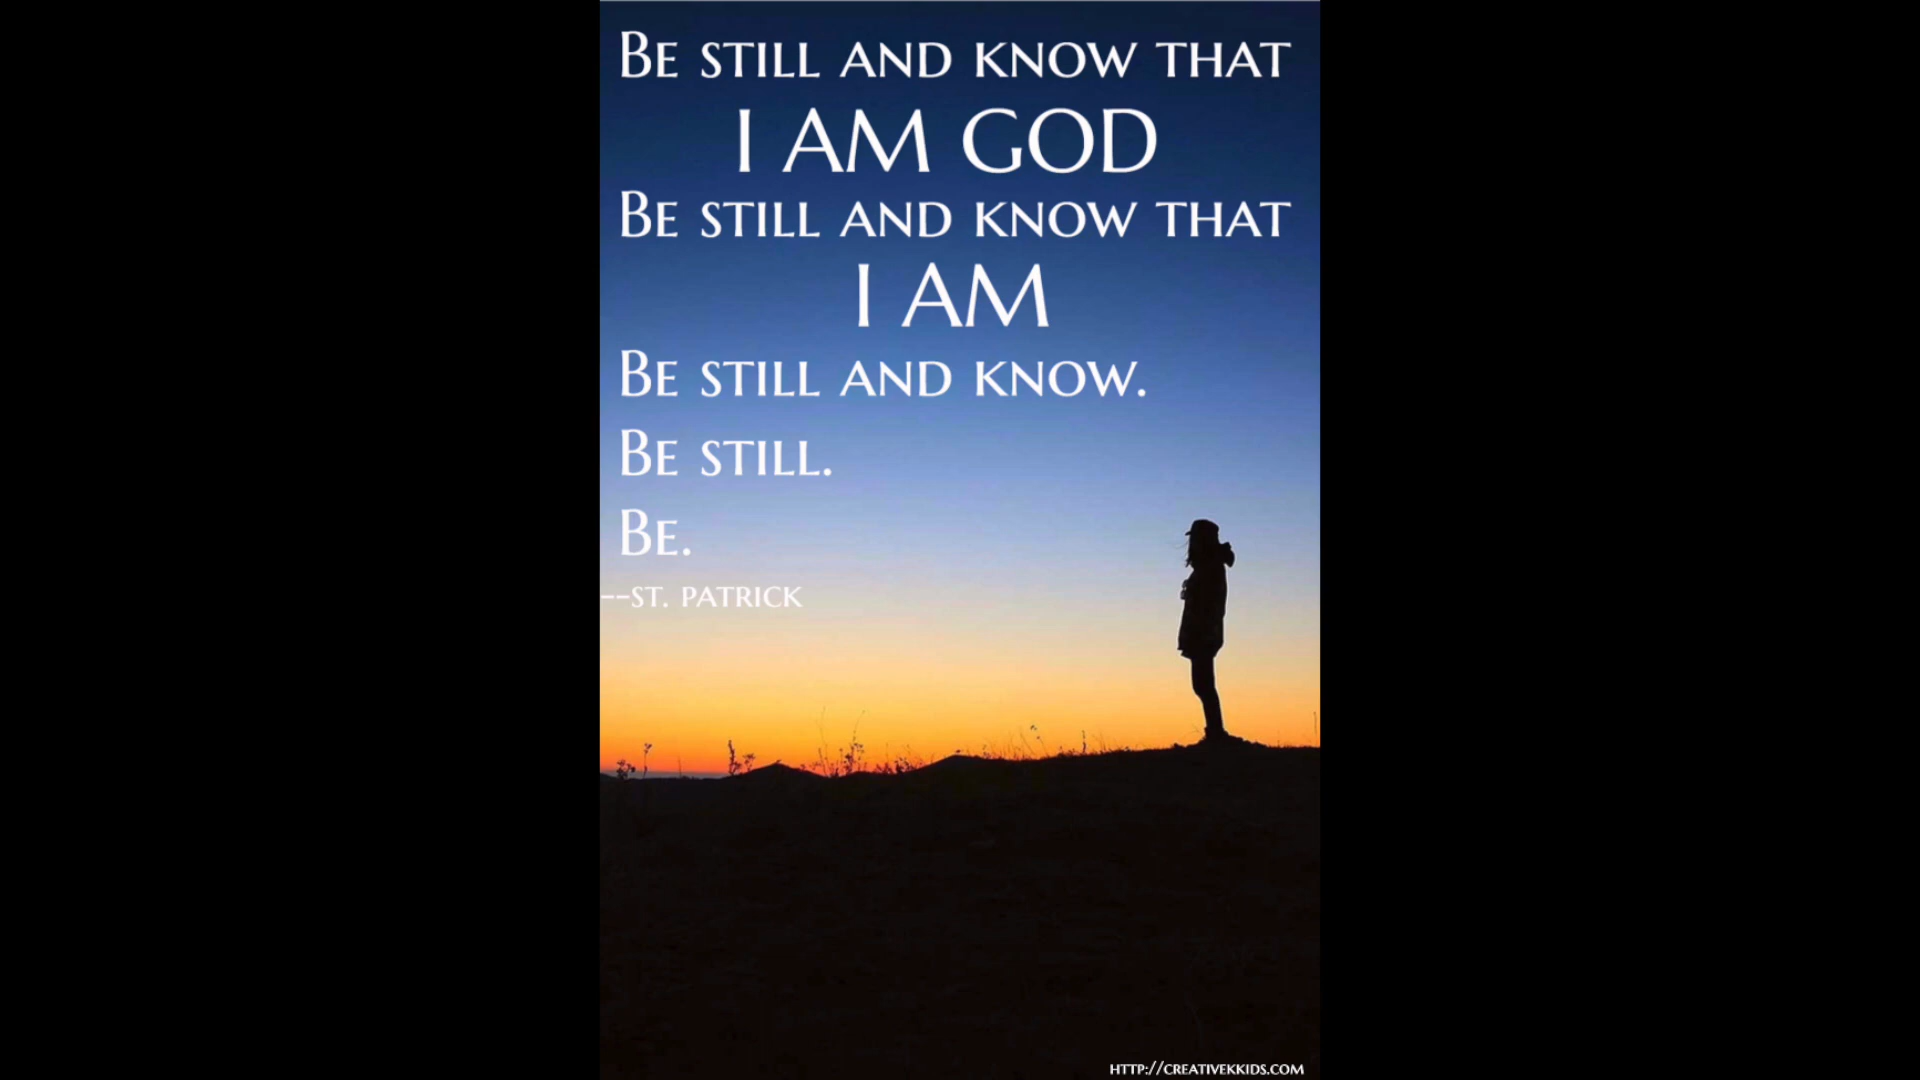 Be still and know that
I AM GOD
Be still and know that
I AM
Be still and know.
Be still.
Be.
--st. Patrick
http://creativekkids.com